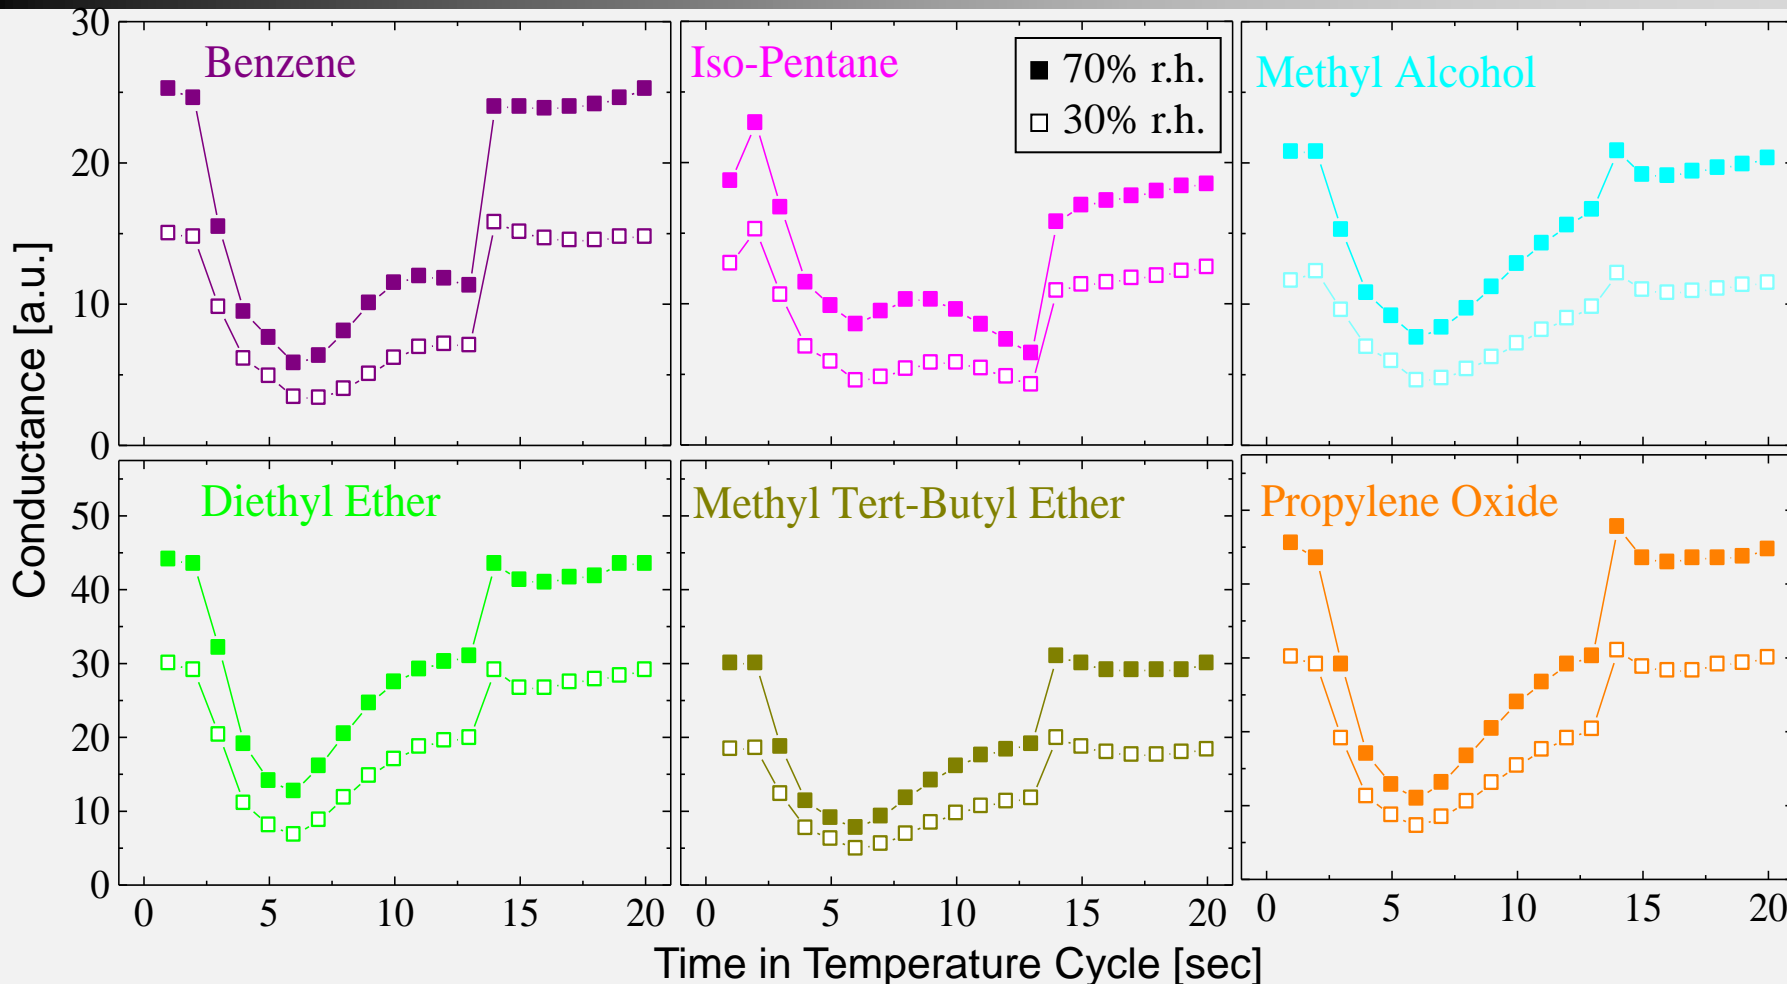 30
20
10
0
Benzene
Iso-Pentane
70% r.h.
30% r.h.
Methyl Alcohol
Conductance [a.u.]
50
40
30
20
10
0
Diethyl Ether
Methyl Tert-Butyl Ether
Propylene Oxide
0 5 10 15 20
0 5 10 15 20
0 5 10 15 20
Time in Temperature Cycle [sec]